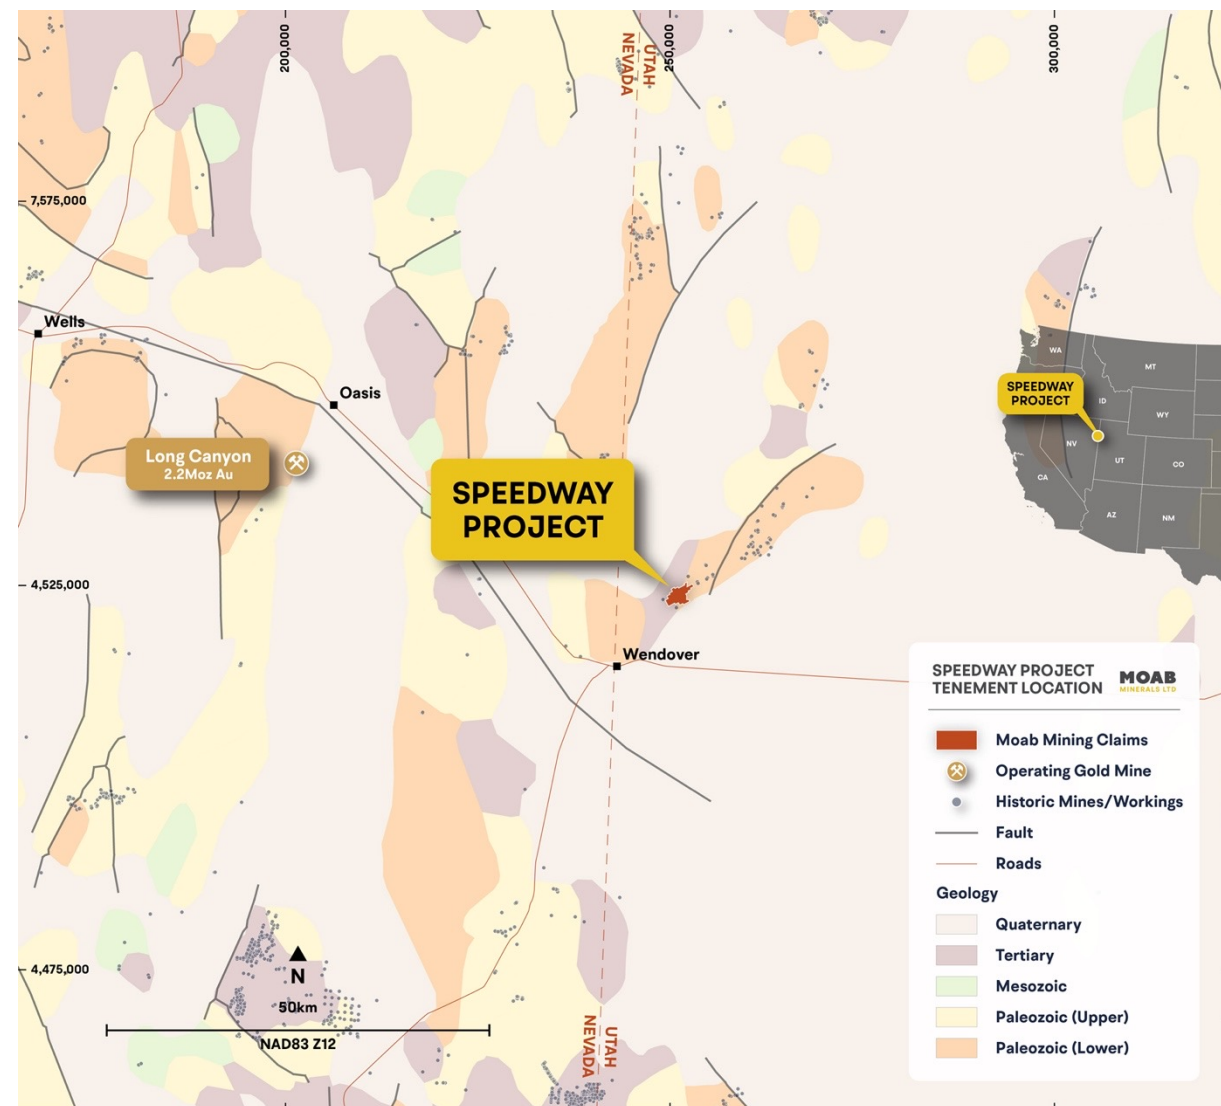 200,000
250,000
300,000
UTAH
NEVADA
7,575,000
Wells
Oasis
Long Canyon
2.2Moz Au
SPEEDWAY
PROJECT
4,525,000
Wendover
4,475,000
N
50km
NAD83 Z12
UTAH
NEVADA
WA
MT
SPEEDWAY
PROJECT
ID
WY
NV
UT
CO
CA
AZ
NM
SPEEDWAY PROJECT
TENEMENT LOCATION
MOAB
MINERALS LTD
Moab Mining Claims
Operating Gold Mine
Historic Mines/Workings
Fault
Roads
Geology
Quaternary
Tertiary
Mesozoic
Paleozoic (Upper)
Paleozoic (Lower)